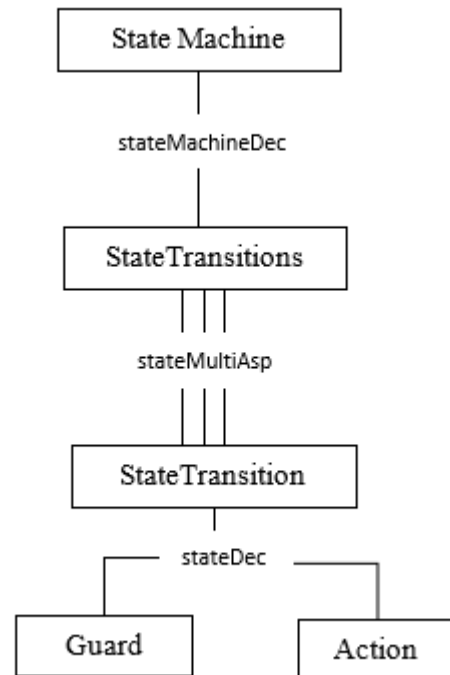 State Machine
stateMachineDec
StateTransitions
stateMultiAsp
StateTransition
stateDec
Guard
Action